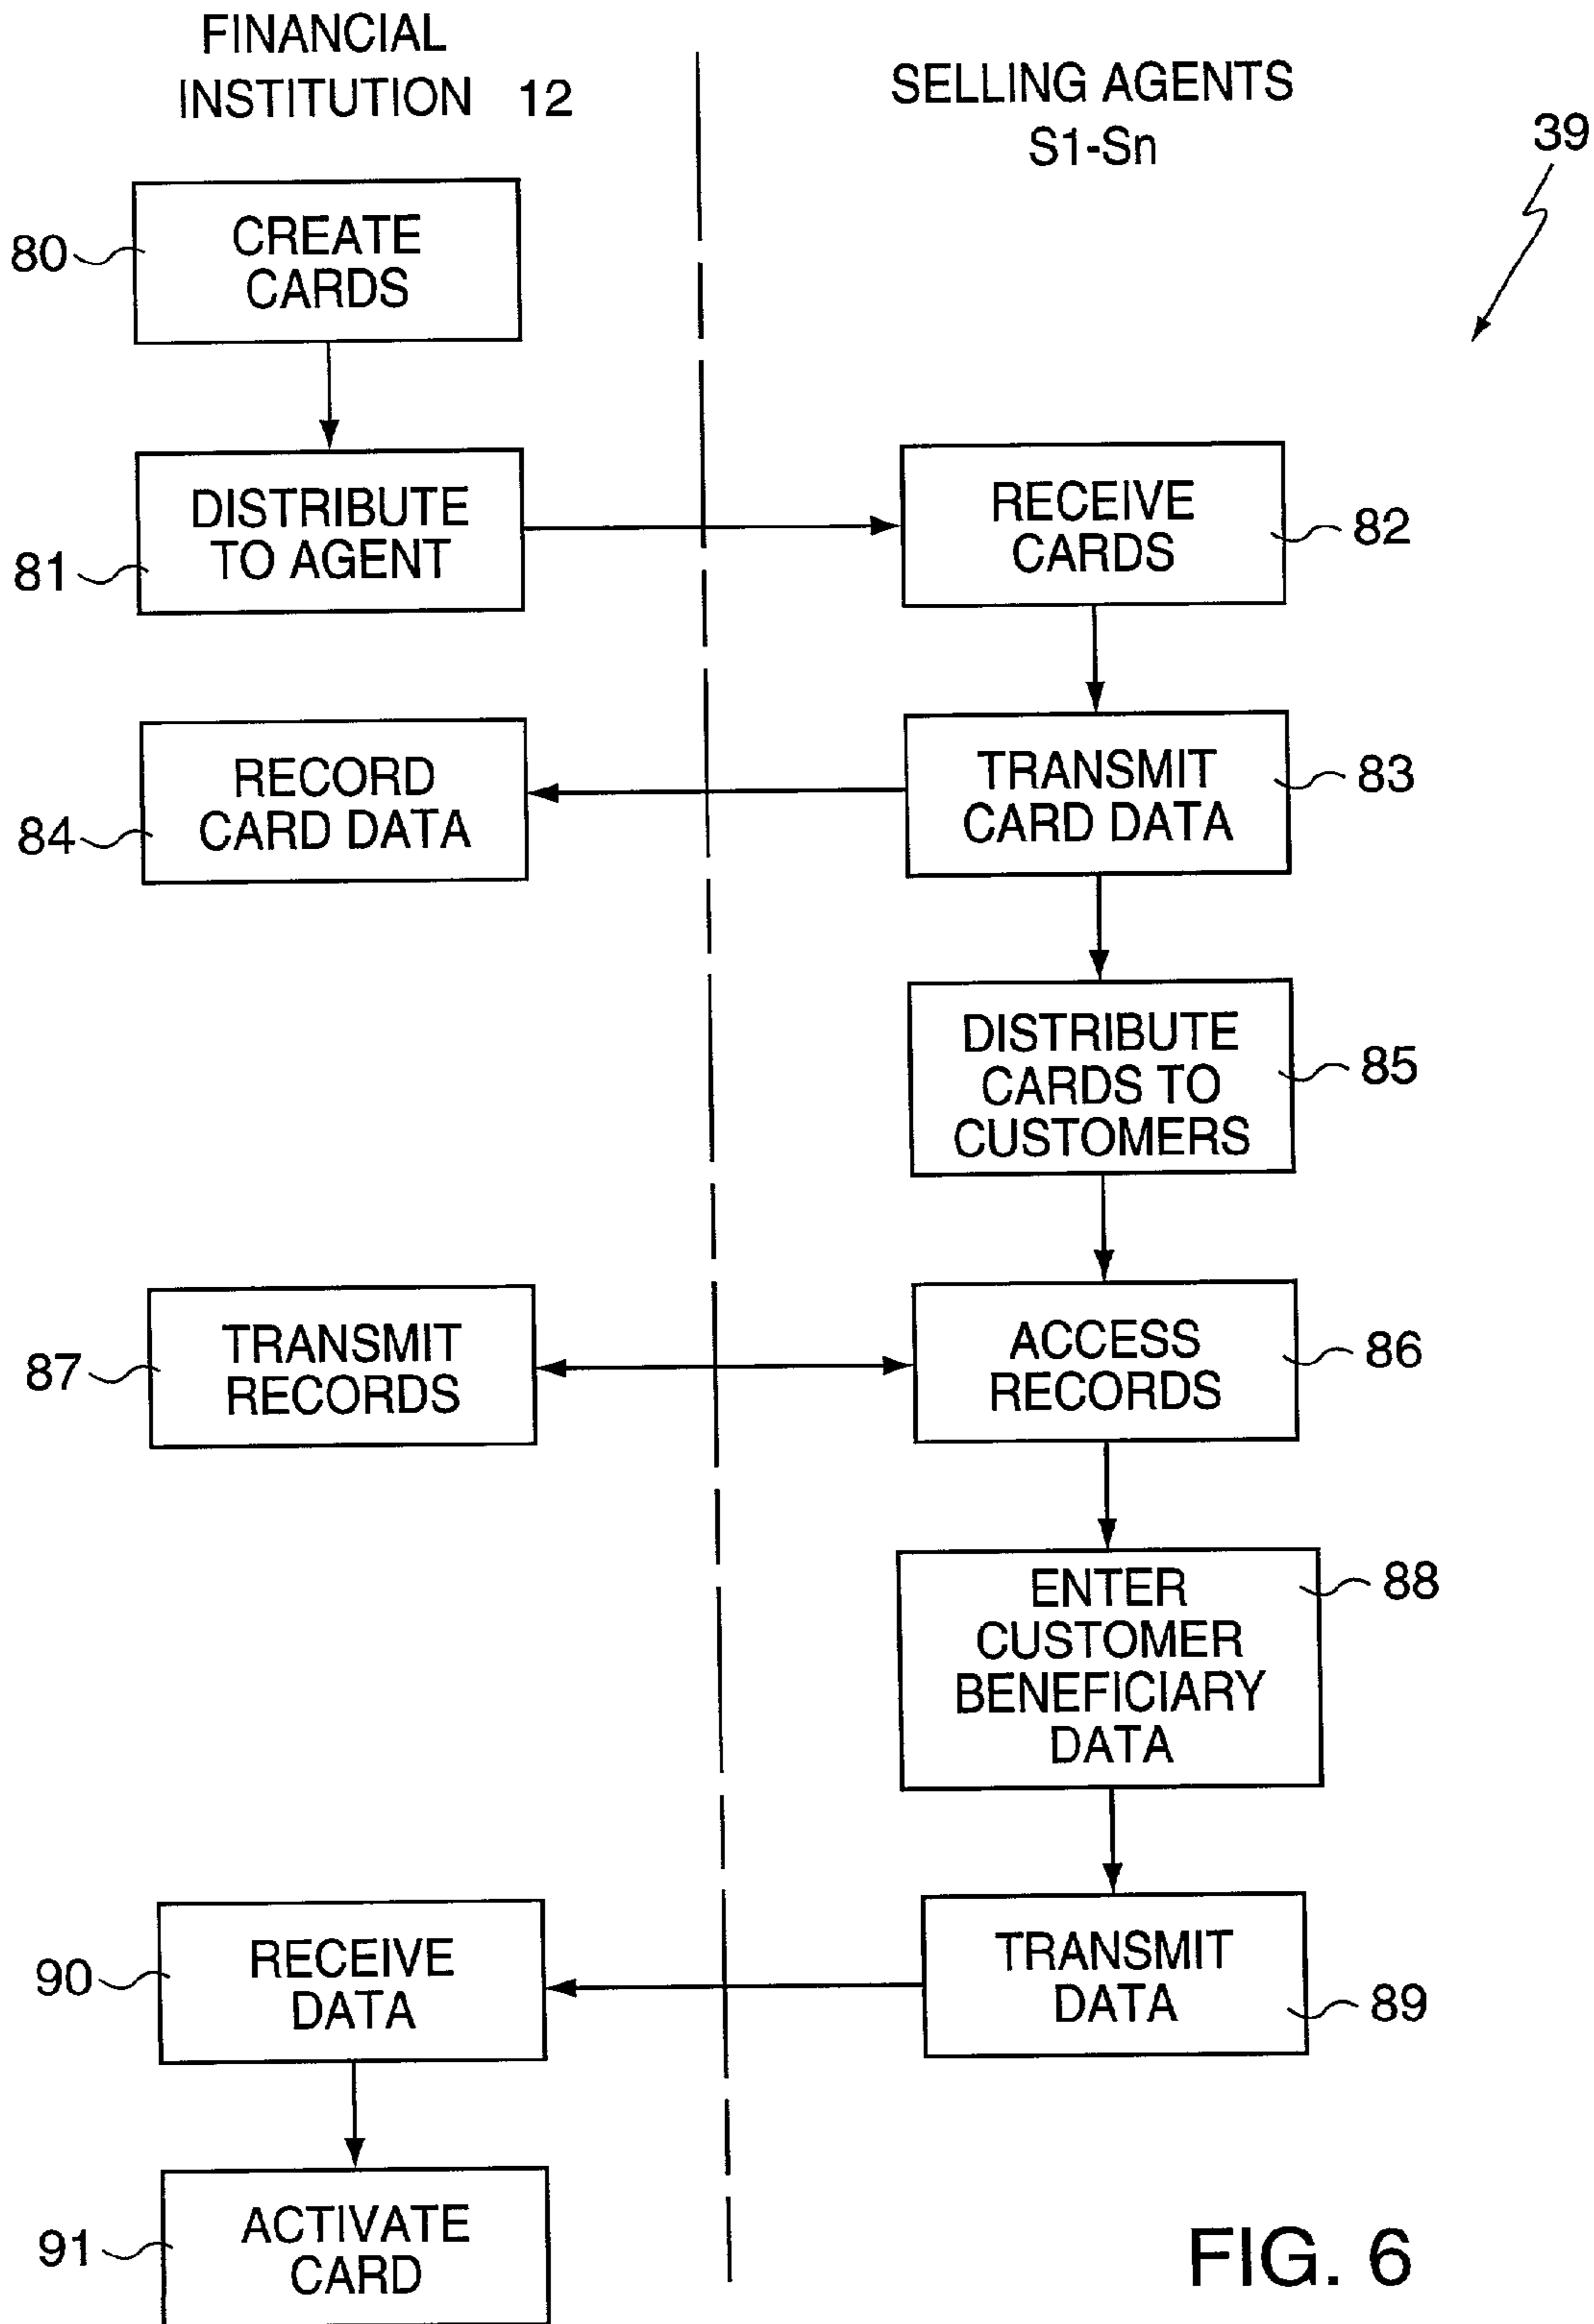 FINANCIAL
INSTITUTION 12
SELLING AGENTS
S1-Sn
39
80
CREATE
CARDS
81
DISTRIBUTE
TO AGENT
RECEIVE
CARDS
82
84
RECORD
CARD DATA
TRANSMIT
CARD DATA
83
DISTRIBUTE
CARDS TO
CUSTOMERS
85
87
TRANSMIT
RECORDS
ACCESS
RECORDS
86
ENTER
CUSTOMER
BENEFICIARY
DATA
88
90
RECEIVE
DATA
TRANSMIT
DATA
89
91
ACTIVATE
CARD
FIG. 6